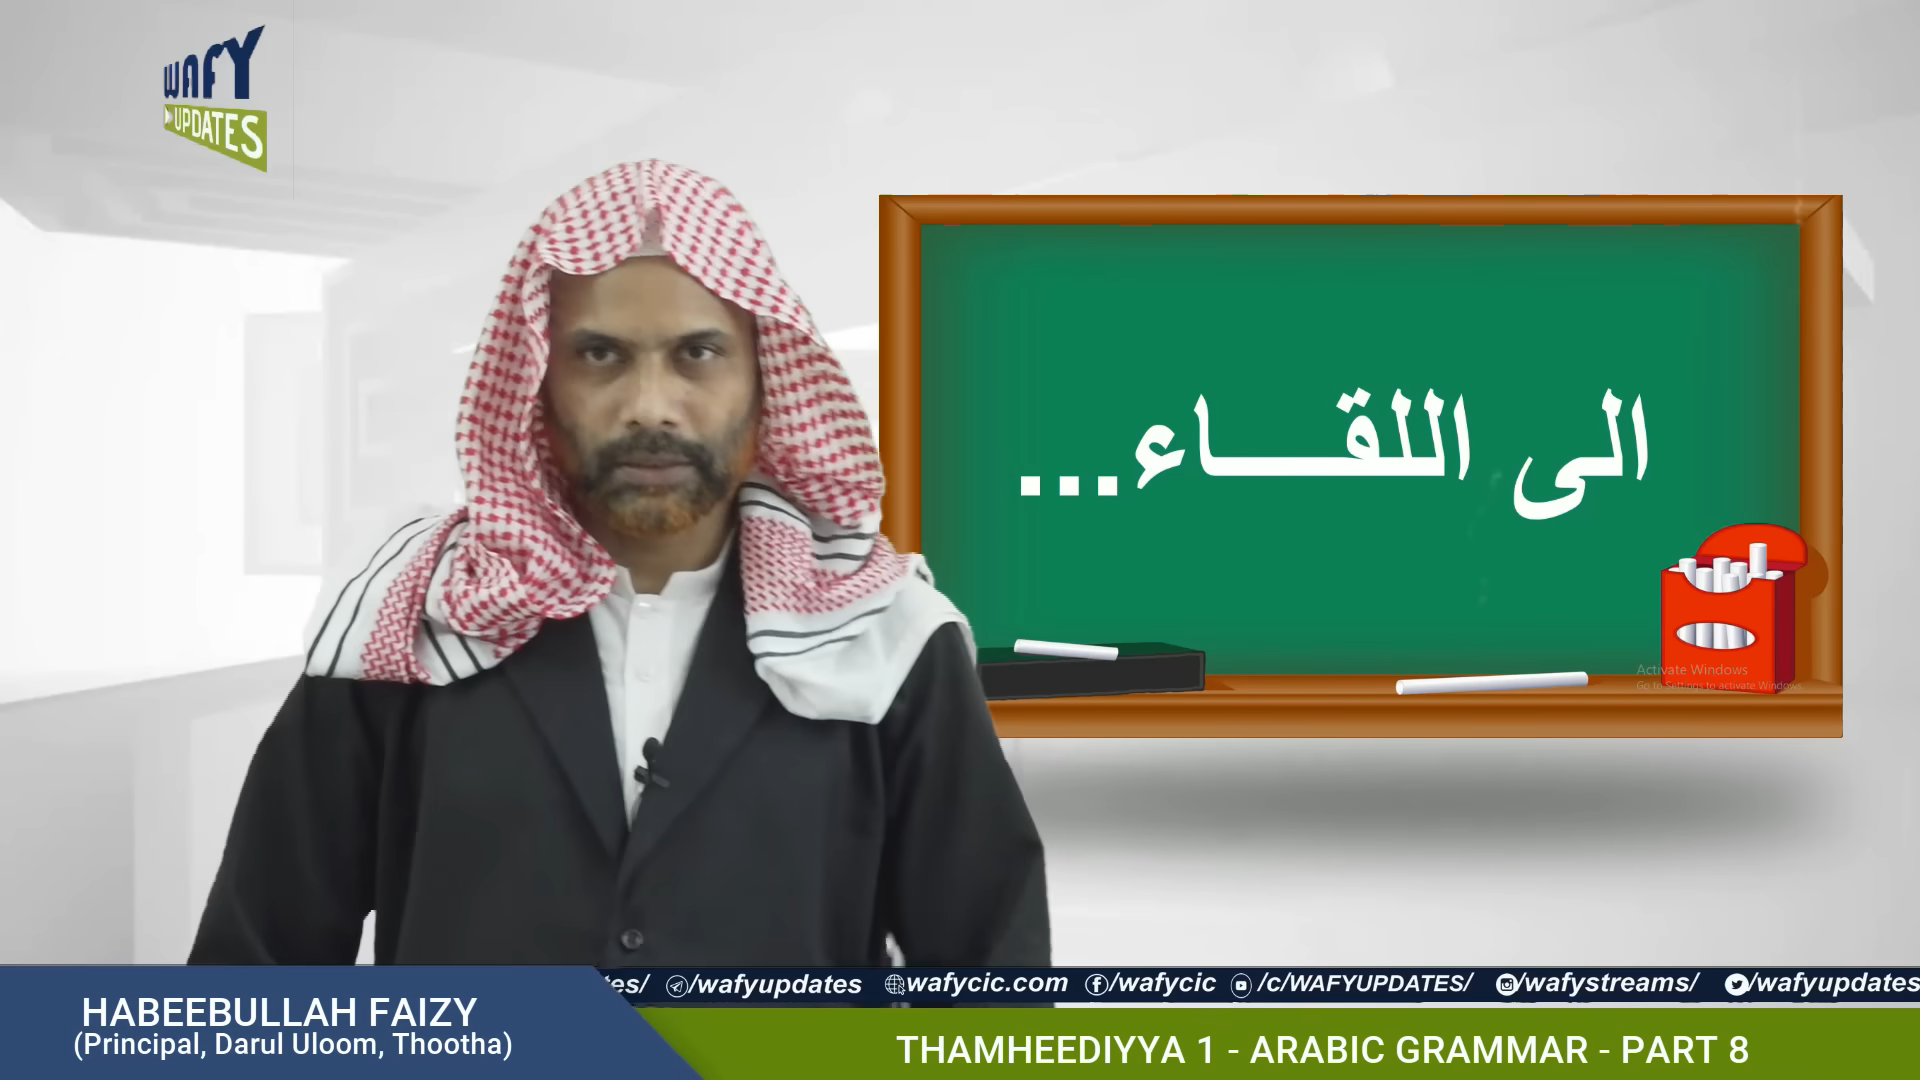 WAFY
UPDATES
الى اللقـــاء...
Activate Windows
Go to Settings to activate Windows.
tes/ /wafyupdates wafycic.com /wafycic /c/WAFYUPDATES/ /wafystreams/ /wafyupdates
HABEEBULLAH FAIZY
(Principal, Darul Uloom, Thootha)
THAMHEEDIYYA 1 - ARABIC GRAMMAR - PART 8